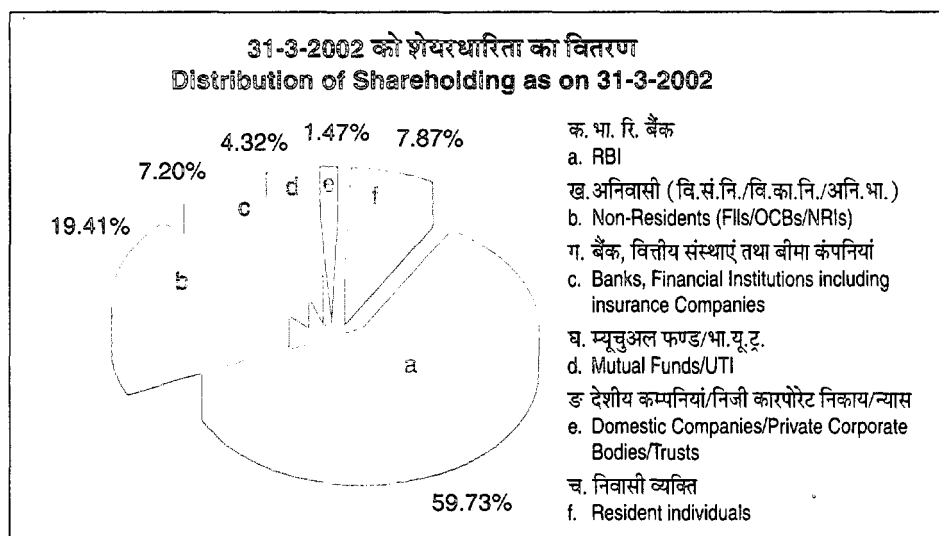 31-3-2002 को शेयरधारिता का वितरण
Distribution of Shareholding as on 31-3-2002
19.41%
7.20%
4.32%
1.47%
7.87%
b
c
d
e
f
a
59.73%
क. भा. रि. बैंक
a. RBI
ख. अनिवासी (वि.सं.नि./वि.का.नि./अनि.भा.)
b. Non-Residents (FIIs/OCBs/NRIs)
ग. बैंक, वित्तीय संस्थाएं तथा बीमा कंपनियां
c. Banks, Financial Institutions including
insurance Companies
घ. म्यूचुअल फण्ड/भा.यू.ट्र.
d. Mutual Funds/UTI
ङ देशीय कम्पनियां/निजी कारपोरेट निकाय/न्यास
e. Domestic Companies/Private Corporate
Bodies/Trusts
च. निवासी व्यक्ति
f. Resident individuals